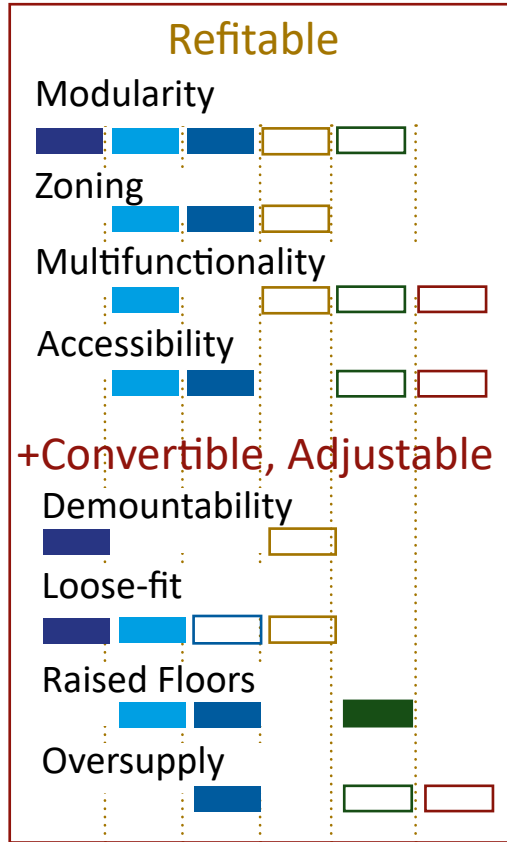 Refitable
Modularity
Zoning
Multifunctionality
Accessibility
+Convertible, Adjustable
Demountability
Loose-fit
Raised Floors
Oversupply